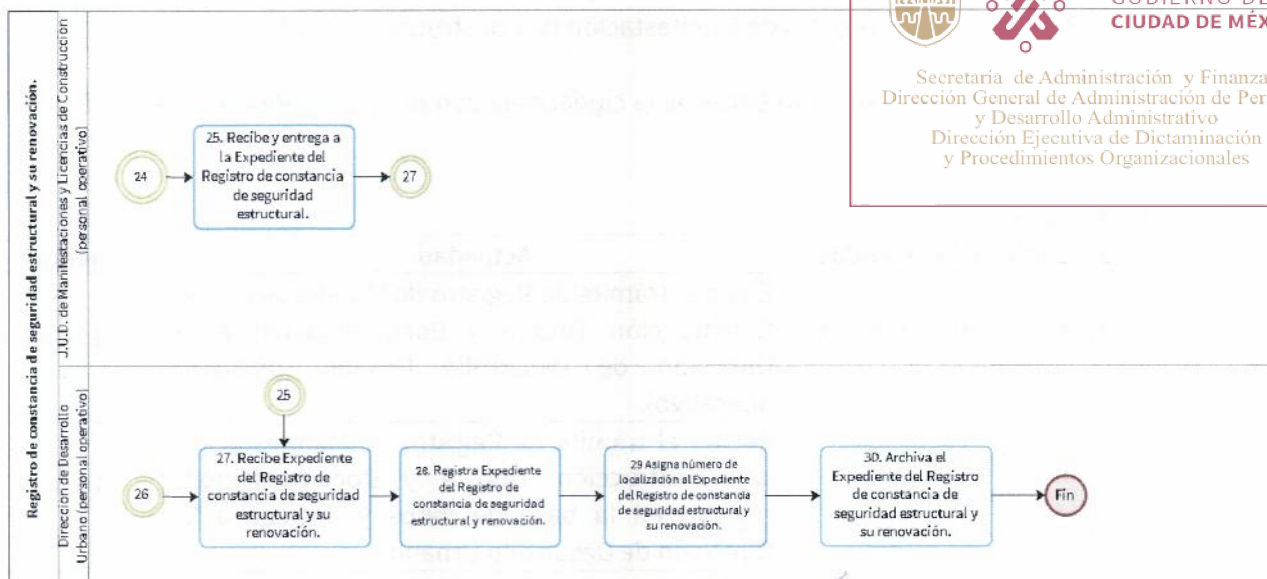 GOBIERNO DE
CIUDAD DE MÉX
Secretaría de Administración y Finanza
Dirección General de Administración de Per
y Desarrollo Administrativo
Dirección Ejecutiva de Dictaminación
y Procedimientos Organizacionales
Registro de constancia de seguridad estructural y su renovación.
J.U.D. de Manifestaciones y Licencias de Construcción
(personal operativo)
24
25. Recibe y entrega a
la Expediente del
Registro de constancia
de seguridad
estructural.
27
Dirección de Desarrollo
Urbano (personal operativo)
25
26
27. Recibe Expediente
del Registro de
constancia de seguridad
estructural y su
renovación.
28. Registra Expediente
del Registro de
constancia de seguridad
estructural y renovación.
29 Asigna número de
localización al Expediente
del Registro de constancia
de seguridad estructural y
su renovación.
30. Archiva el
Expediente del Registro
de constancia de
seguridad estructural y
su renovación.
Fin